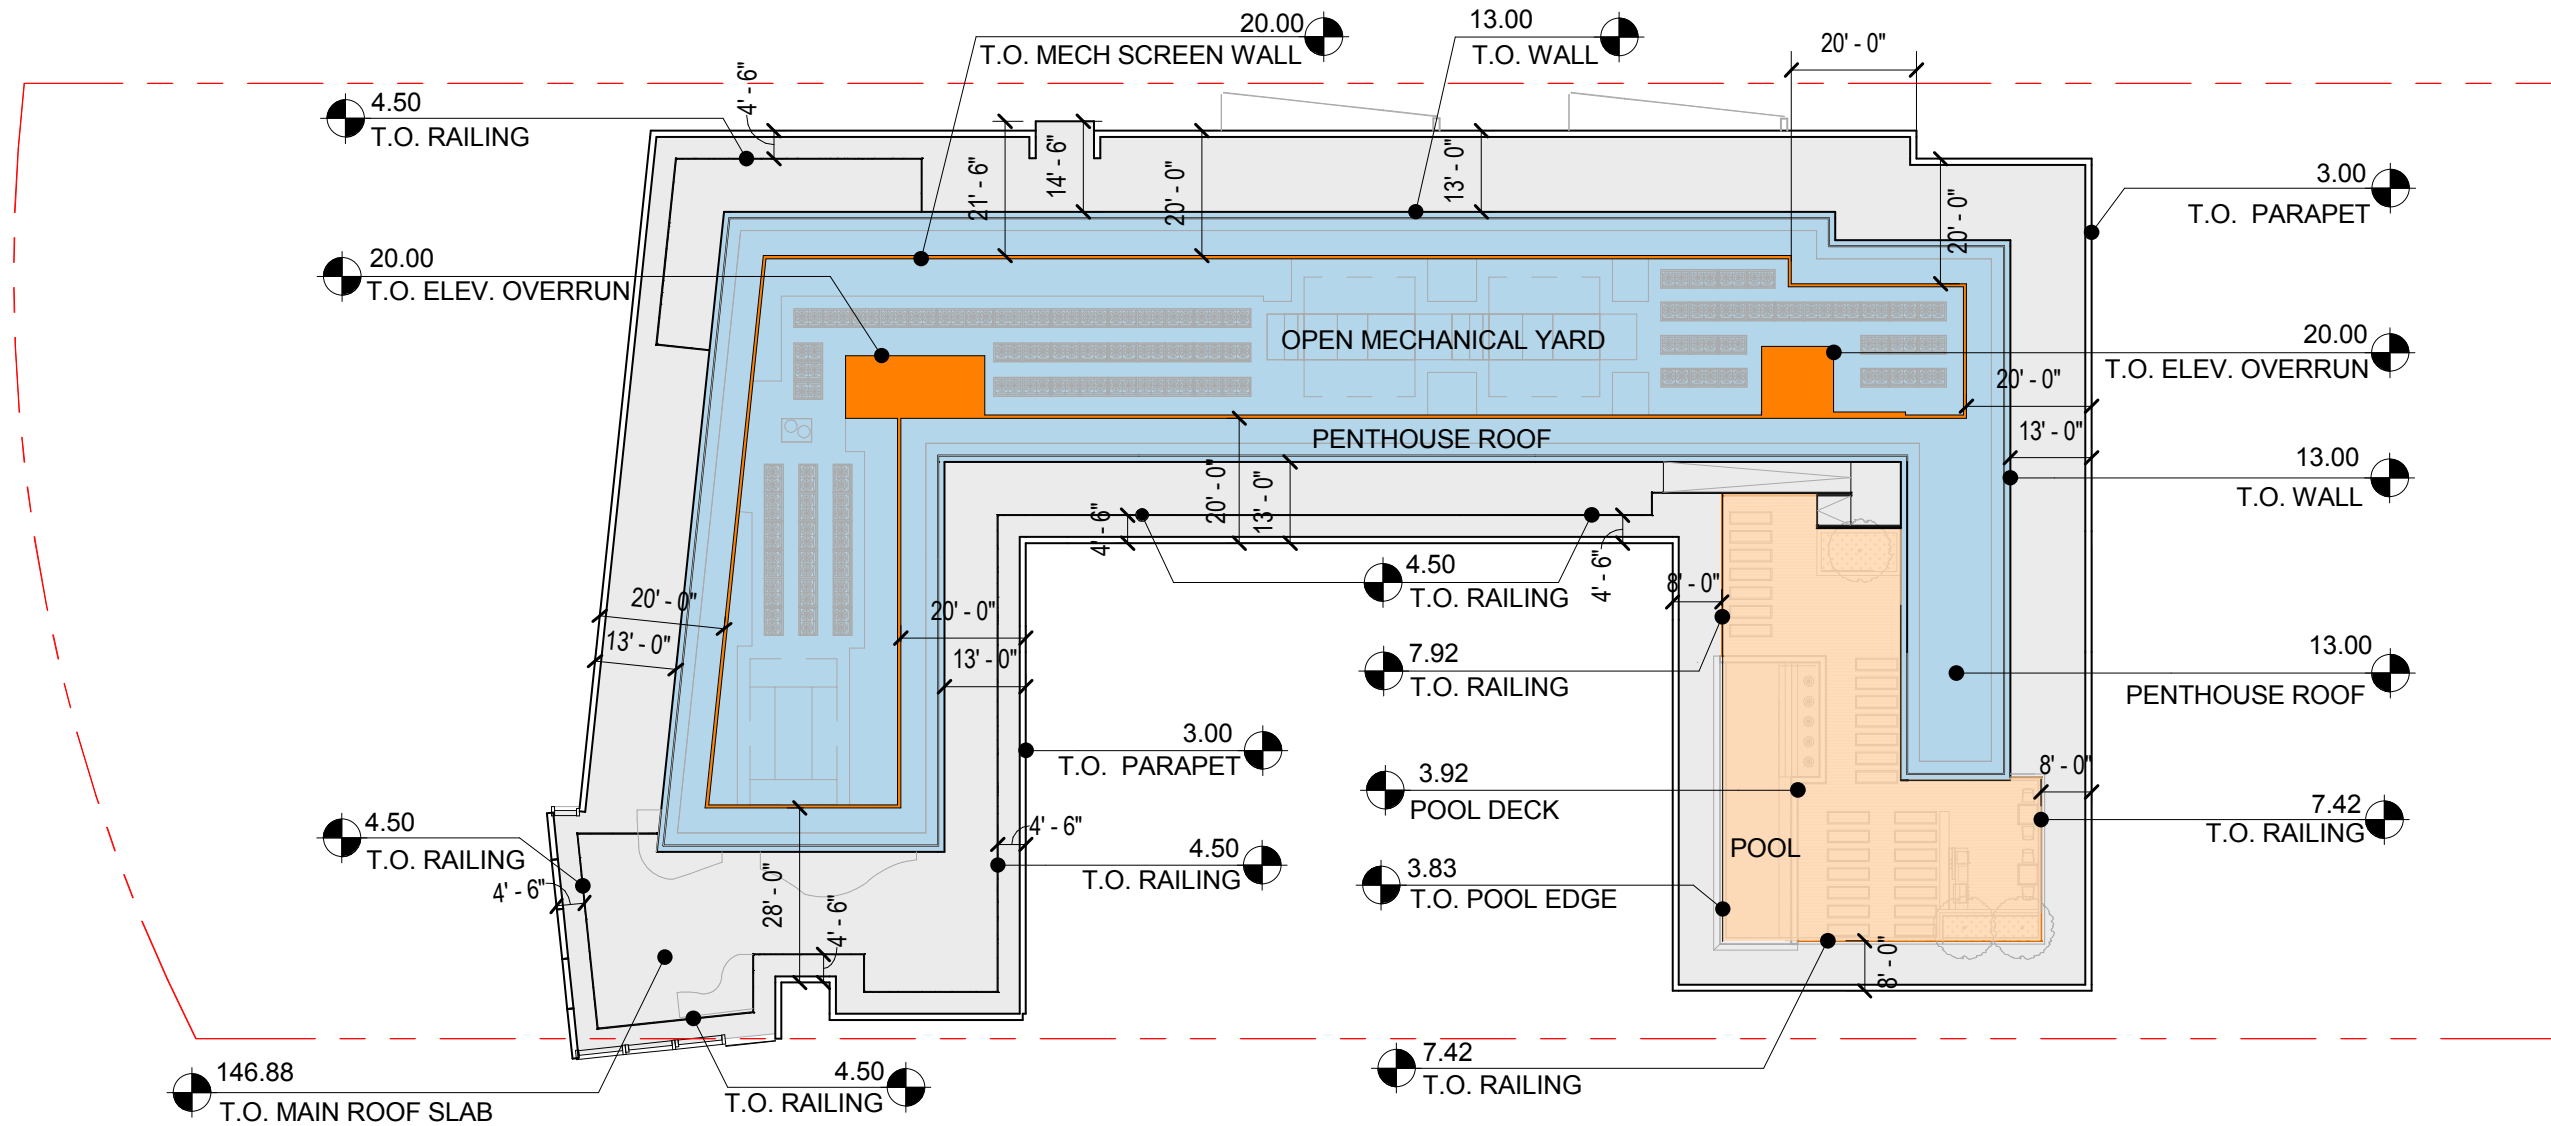 20.00
T.O. MECH SCREEN WALL
13.00
T.O. WALL
20' - 0"
4.50
T.O. RAILING
4' - 6"
21' - 6"
14' - 6"
20' - 0"
13' - 0"
20' - 0"
3.00
T.O. PARAPET
20.00
T.O. ELEV. OVERRUN
OPEN MECHANICAL YARD
20.00
T.O. ELEV. OVERRUN
20' - 0"
PENTHOUSE ROOF
13' - 0"
13.00
T.O. WALL
20' - 0"
13' - 0"
4' - 6"
4' - 6"
4.50
T.O. RAILING
8' - 0"
20' - 0"
13' - 0"
20' - 0"
13' - 0"
7.92
T.O. RAILING
13.00
PENTHOUSE ROOF
3.00
T.O. PARAPET
3.92
POOL DECK
8' - 0"
7.42
T.O. RAILING
4.50
T.O. RAILING
4' - 6"
4' - 6"
4.50
T.O. RAILING
POOL
3.83
T.O. POOL EDGE
28' - 0"
4' - 6"
8' - 0"
146.88
T.O. MAIN ROOF SLAB
4.50
T.O. RAILING
7.42
T.O. RAILING